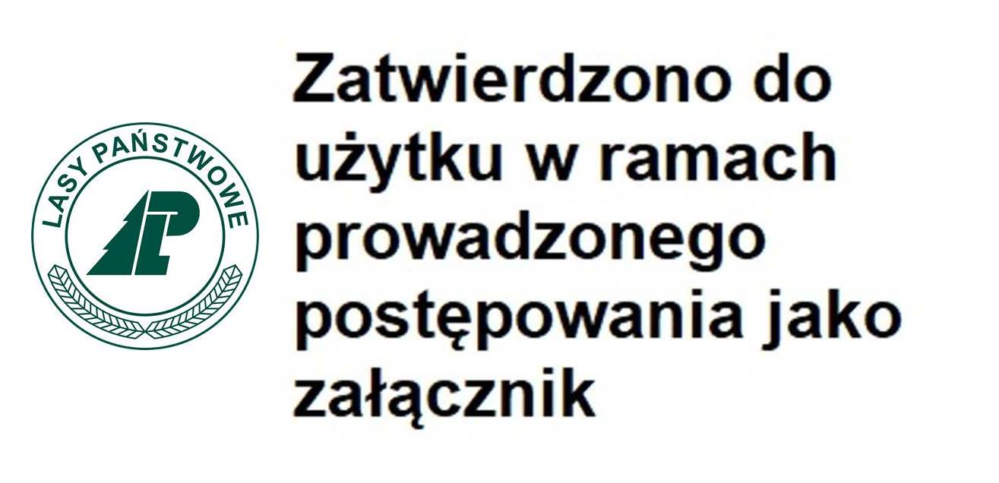 LASY PAŃSTWOWE
Zatwierdzono do
użytku w ramach
prowadzonego
postępowania jako
załącznik